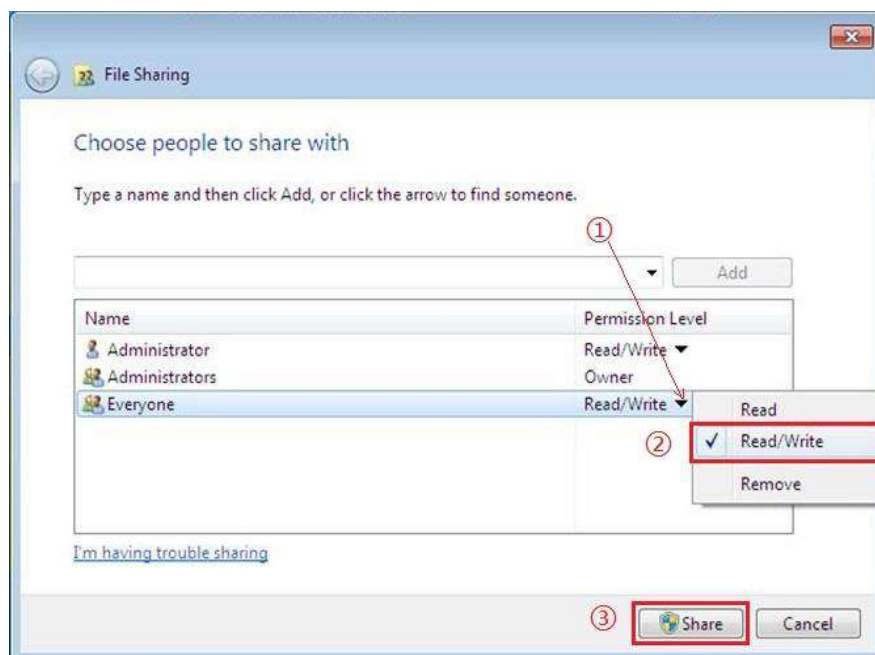 File Sharing
Choose people to share with
Type a name and then click Add, or click the arrow to find someone.
①
Add
Name Permission Level
Administrator Read/Write
Administrators Owner
Everyone Read/Write
Read
② ✓ Read/Write
Remove
I'm having trouble sharing
③ Share Cancel